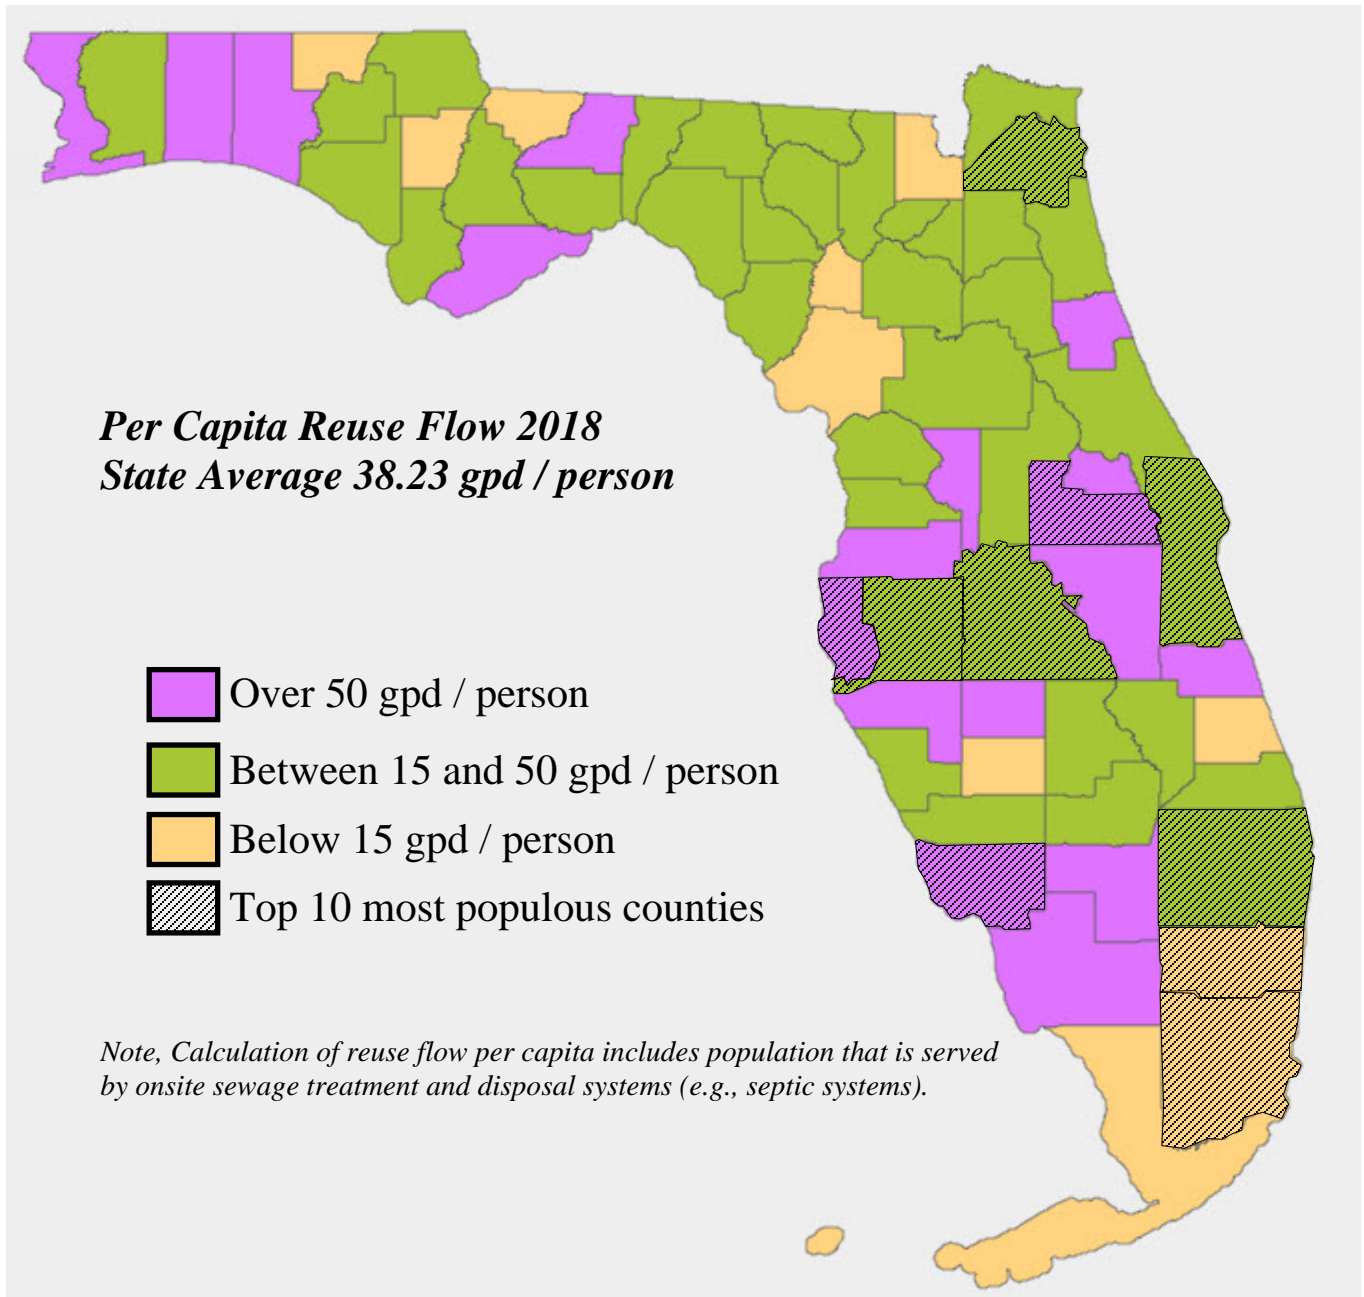 Per Capita Reuse Flow 2018
State Average 38.23 gpd / person
Over 50 gpd / person
Between 15 and 50 gpd / person
Below 15 gpd / person
Top 10 most populous counties
Note, Calculation of reuse flow per capita includes population that is served
by onsite sewage treatment and disposal systems (e.g., septic systems).